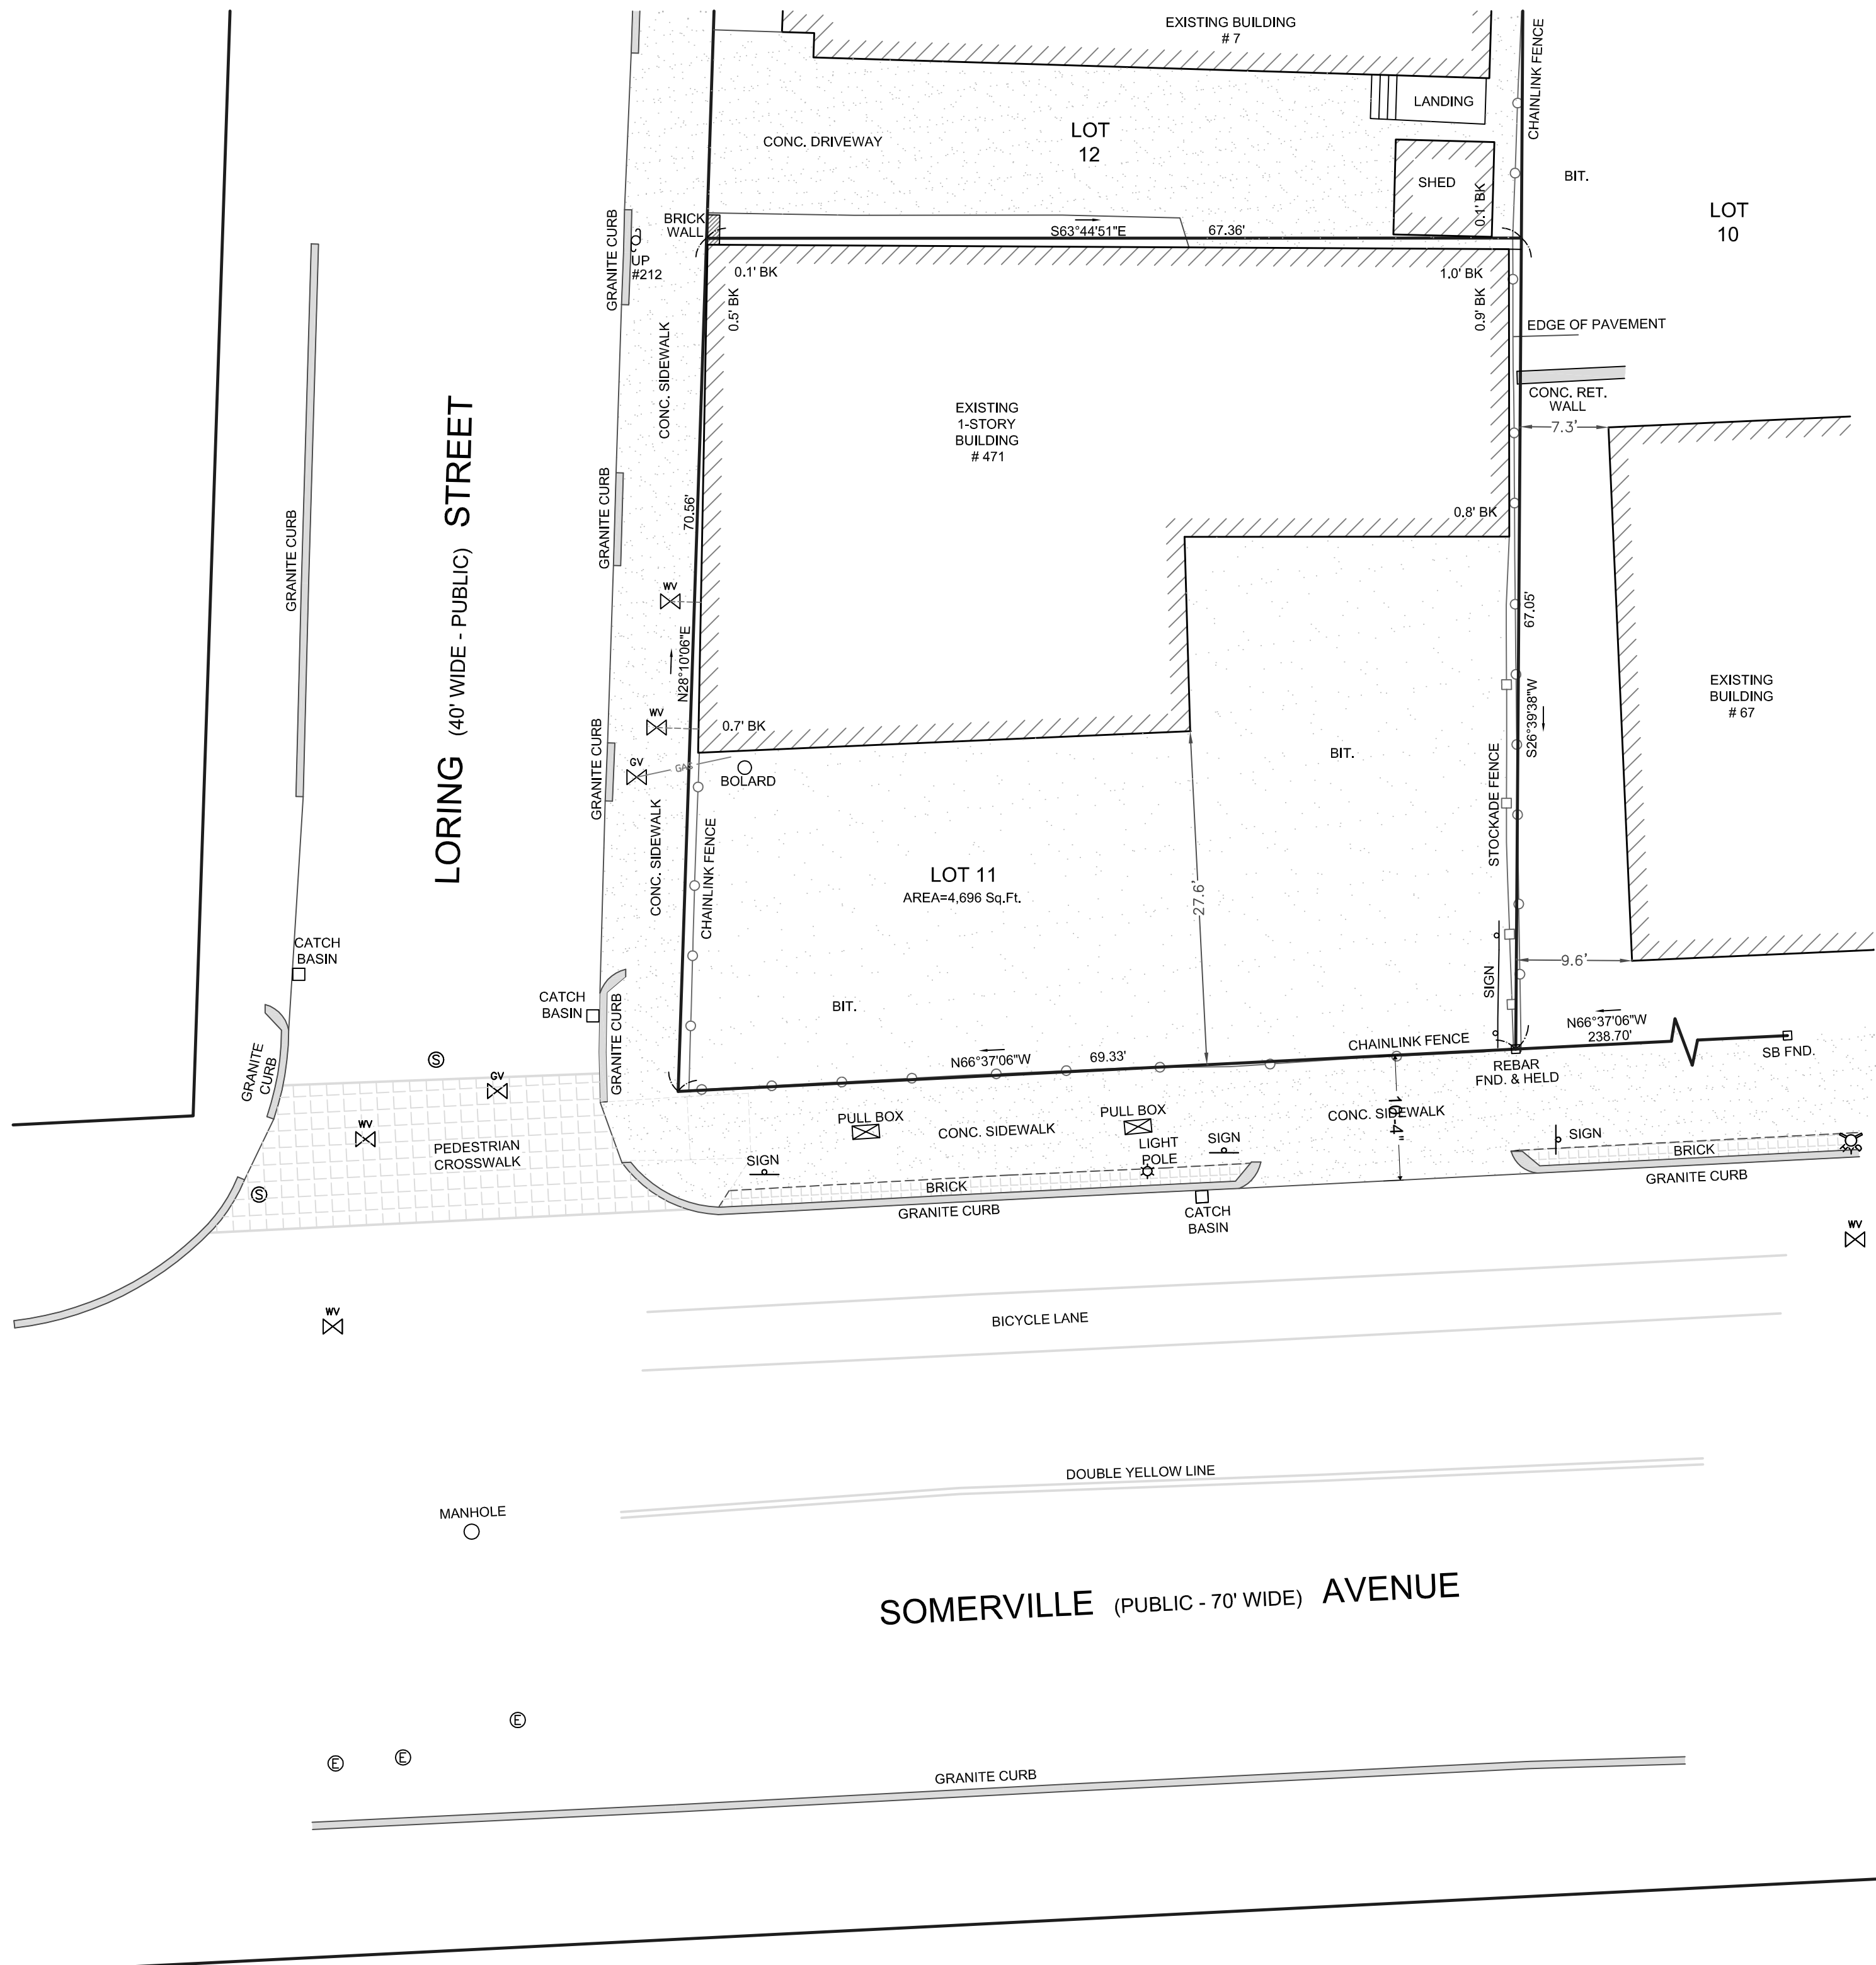 EXISTING BUILDING
# 7
CHAINLINK FENCE
LANDING
LOT
12
CONC. DRIVEWAY
SHED
0.1' BK
BIT.
LOT
10
GRANITE CURB
BRICK
WALL
UP
#212
S63°44'51"E
67.36'
0.1' BK
0.5' BK
1.0' BK
0.9' BK
EDGE OF PAVEMENT
CONC. RET.
WALL
7.3'
CONC. SIDEWALK
EXISTING
1-STORY
BUILDING
# 471
LORING (40' WIDE - PUBLIC) STREET
GRANITE CURB
GRANITE CURB
70.56'
0.8' BK
WV
N28°10'06"E
67.05'
S26°39'38"W
EXISTING
BUILDING
# 67
WV
0.7' BK
GRANITE CURB
GV
GAS
BOLARD
BIT.
STOCKADE FENCE
CONC. SIDEWALK
CHAINLINK FENCE
LOT 11
AREA=4,696 Sq.Ft.
27.6'
CATCH
BASIN
SIGN
9.6'
CATCH
BASIN
GRANITE CURB
BIT.
N66°37'06"W
69.33'
CHAINLINK FENCE
N66°37'06"W
238.70'
SB FND.
REBAR
FND. & HELD
GRANITE
CURB
S
GV
WV
PEDESTRIAN
CROSSWALK
S
PULL BOX
CONC. SIDEWALK
PULL BOX
LIGHT
POLE
SIGN
SIGN
CONC. SIDEWALK
10'-4"
SIGN
BRICK
GRANITE CURB
BRICK
GRANITE CURB
CATCH
BASIN
WV
WV
BICYCLE LANE
DOUBLE YELLOW LINE
MANHOLE
SOMERVILLE (PUBLIC - 70' WIDE) AVENUE
E
E
E
GRANITE CURB